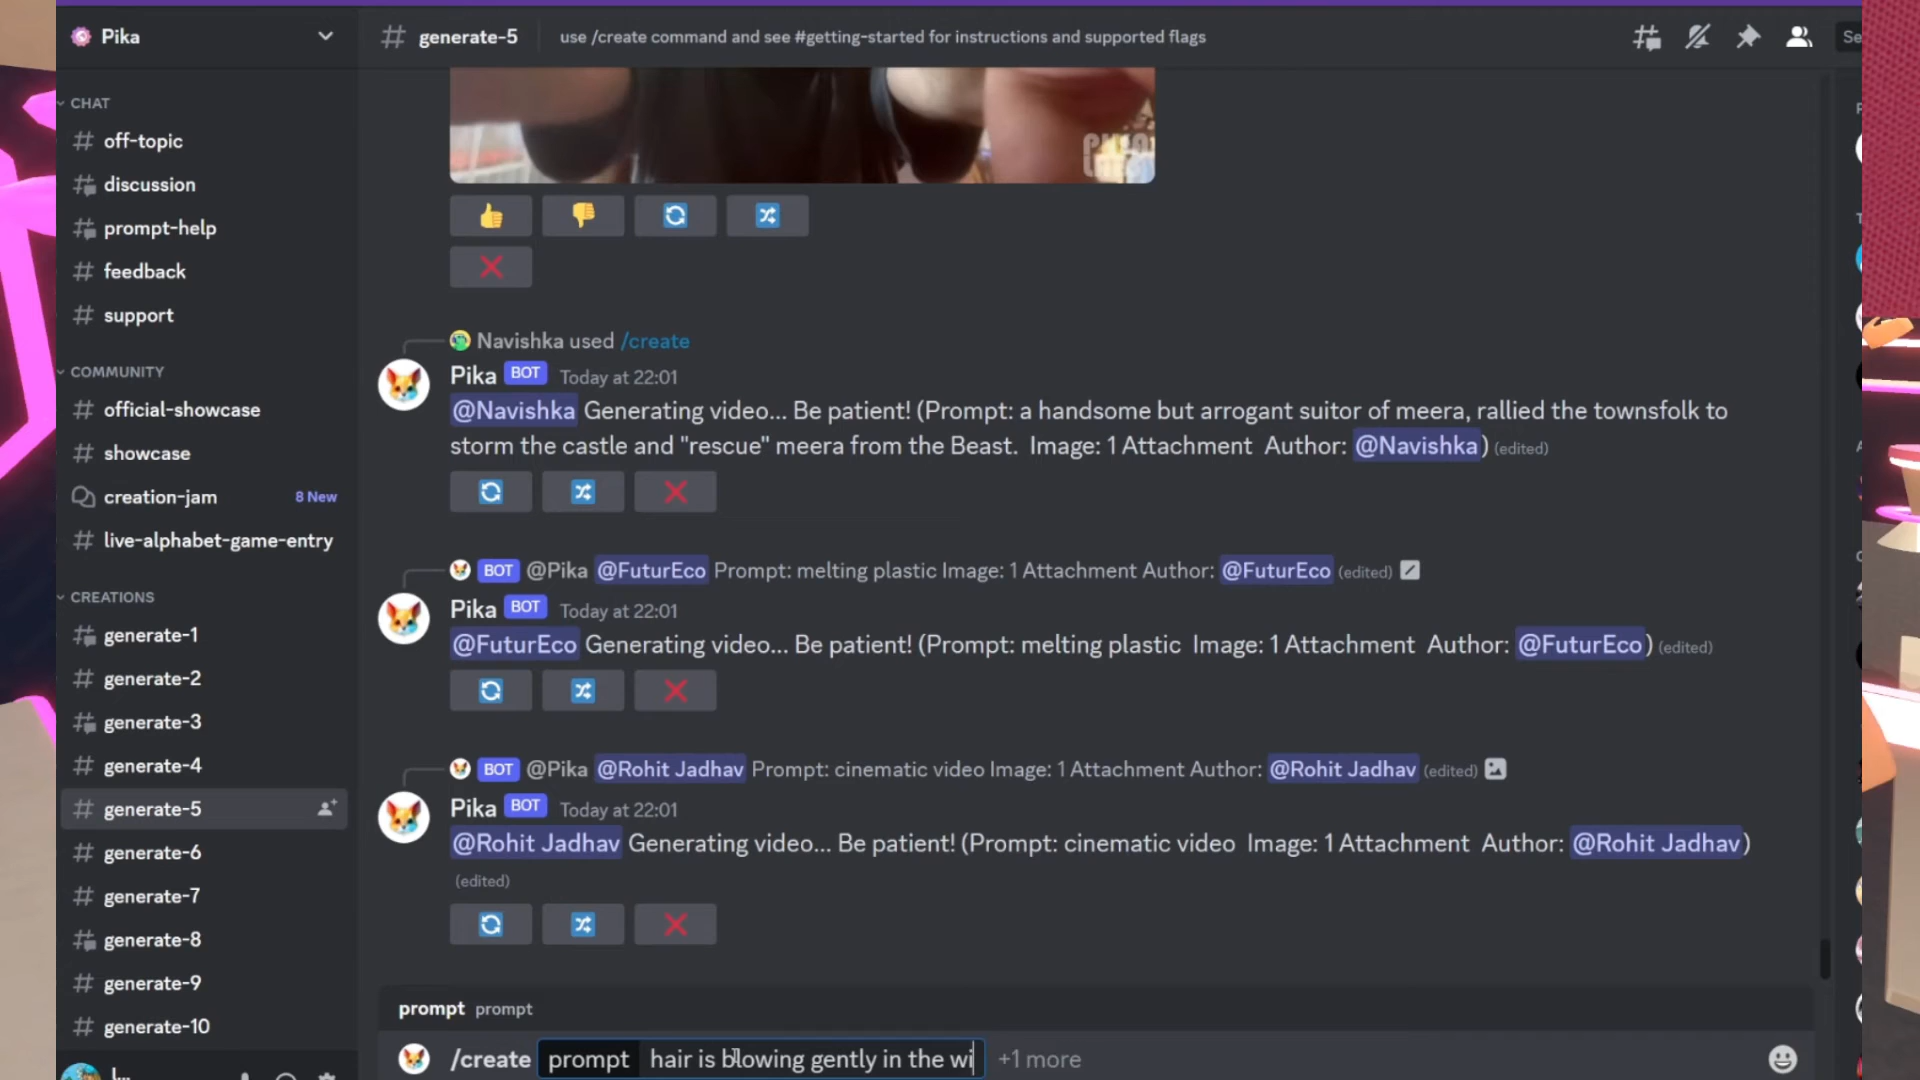 Pika
generate-5
use /create command and see #getting-started for instructions and supported flags
CHAT
off-topic
discussion
prompt-help
feedback
support
COMMUNITY
official-showcase
showcase
creation-jam
8 New
live-alphabet-game-entry
CREATIONS
generate-1
generate-2
generate-3
generate-4
generate-5
generate-6
generate-7
generate-8
generate-9
generate-10
Navishka used /create
Pika BOT Today at 22:01
@Navishka Generating video... Be patient! (Prompt: a handsome but arrogant suitor of meera, rallied the townsfolk to
storm the castle and "rescue" meera from the Beast. Image: 1 Attachment Author: @Navishka) (edited)
BOT @Pika @FuturEco Prompt: melting plastic Image: 1 Attachment Author: @FuturEco (edited)
Pika BOT Today at 22:01
@FuturEco Generating video... Be patient! (Prompt: melting plastic Image: 1 Attachment Author: @FuturEco) (edited)
BOT @Pika @Rohit Jadhav Prompt: cinematic video Image: 1 Attachment Author: @Rohit Jadhav (edited)
Pika BOT Today at 22:01
@Rohit Jadhav Generating video... Be patient! (Prompt: cinematic video Image: 1 Attachment Author: @Rohit Jadhav)
(edited)
prompt prompt
/create prompt hair is blowing gently in the wi +1 more